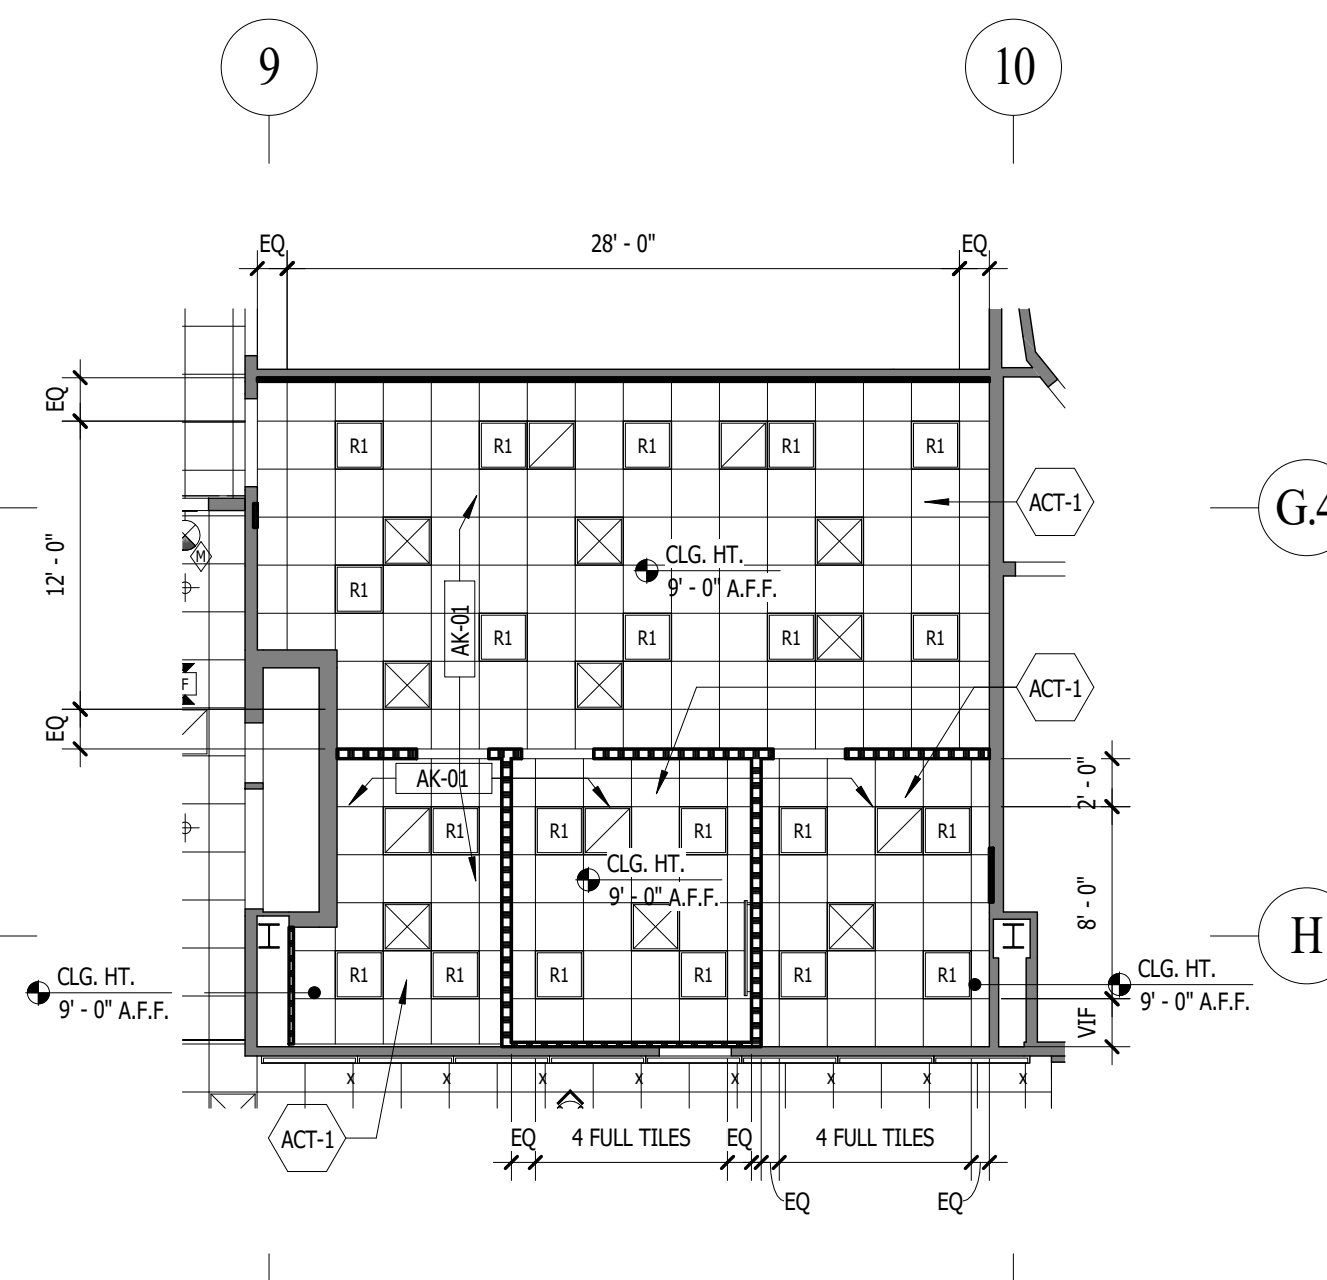 9
10
EQ
28' - 0"
EQ
EQ
R1
R1
R1
R1
R1
ACT-1
G.4
M
12' - 0"
CLG. HT.
9' - 0" A.F.F.
R1
AK-01
R1
R1
R1
R1
F
ACT-1
EQ
AK-01
2' - 0"
R1
R1
R1
R1
R1
CLG. HT.
9' - 0" A.F.F.
8' - 0"
H
CLG. HT.
9' - 0" A.F.F.
R1
R1
R1
R1
R1
R1
CLG. HT.
9' - 0" A.F.F.
VIF
x
x
x
x
x
x
x
x
ACT-1
EQ
4 FULL TILES
EQ
4 FULL TILES
EQ
EQ